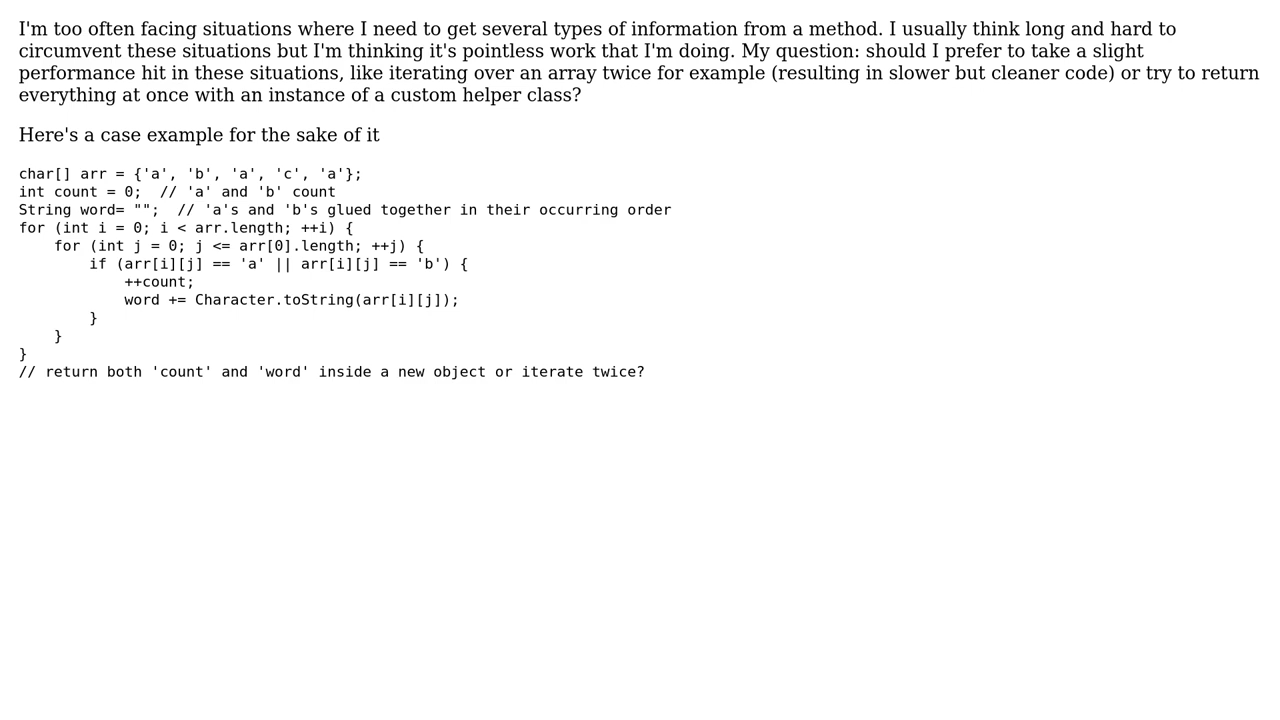 I'm too often facing situations where I need to get several types of information from a method. I usually think long and hard to
circumvent these situations but I'm thinking it's pointless work that I'm doing. My question: should I prefer to take a slight
performance hit in these situations, like iterating over an array twice for example (resulting in slower but cleaner code) or try to return
everything at once with an instance of a custom helper class?
Here's a case example for the sake of it
char[] arr = {'a', 'b', 'a', 'c', 'a'};
int count = 0;  // 'a' and 'b' count
String word= "";  // 'a's and 'b's glued together in their occurring order
for (int i = 0; i < arr.length; ++i) {
    for (int j = 0; j <= arr[0].length; ++j) {
        if (arr[i][j] == 'a' || arr[i][j] == 'b') {
            ++count;
            word += Character.toString(arr[i][j]);
        }
    }
}
// return both 'count' and 'word' inside a new object or iterate twice?